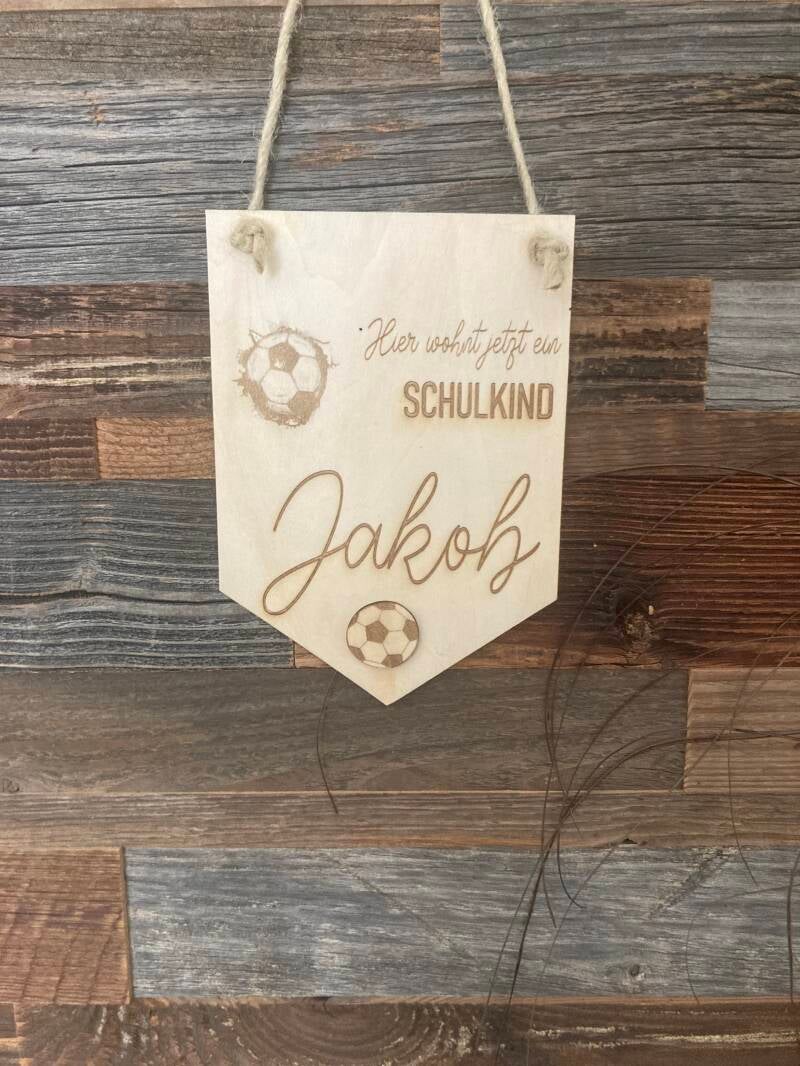 Hier wohnt jetzt ein
SCHULKIND
Jakob